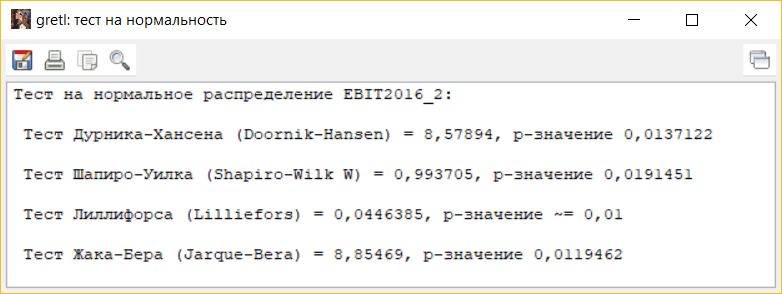 gretl: тест на нормальность
Тест на нормальное распределение EBIT2016_2:
Тест Дурника-Хансена (Doornik-Hansen) = 8,57894, p-значение 0,0137122
Тест Шапиро-Уилка (Shapiro-Wilk W) = 0,993705, p-значение 0,0191451
Тест Лиллифорса (Lilliefors) = 0,0446385, p-значение ~= 0,01
Тест Жака-Бера (Jarque-Bera) = 8,85469, p-значение 0,0119462